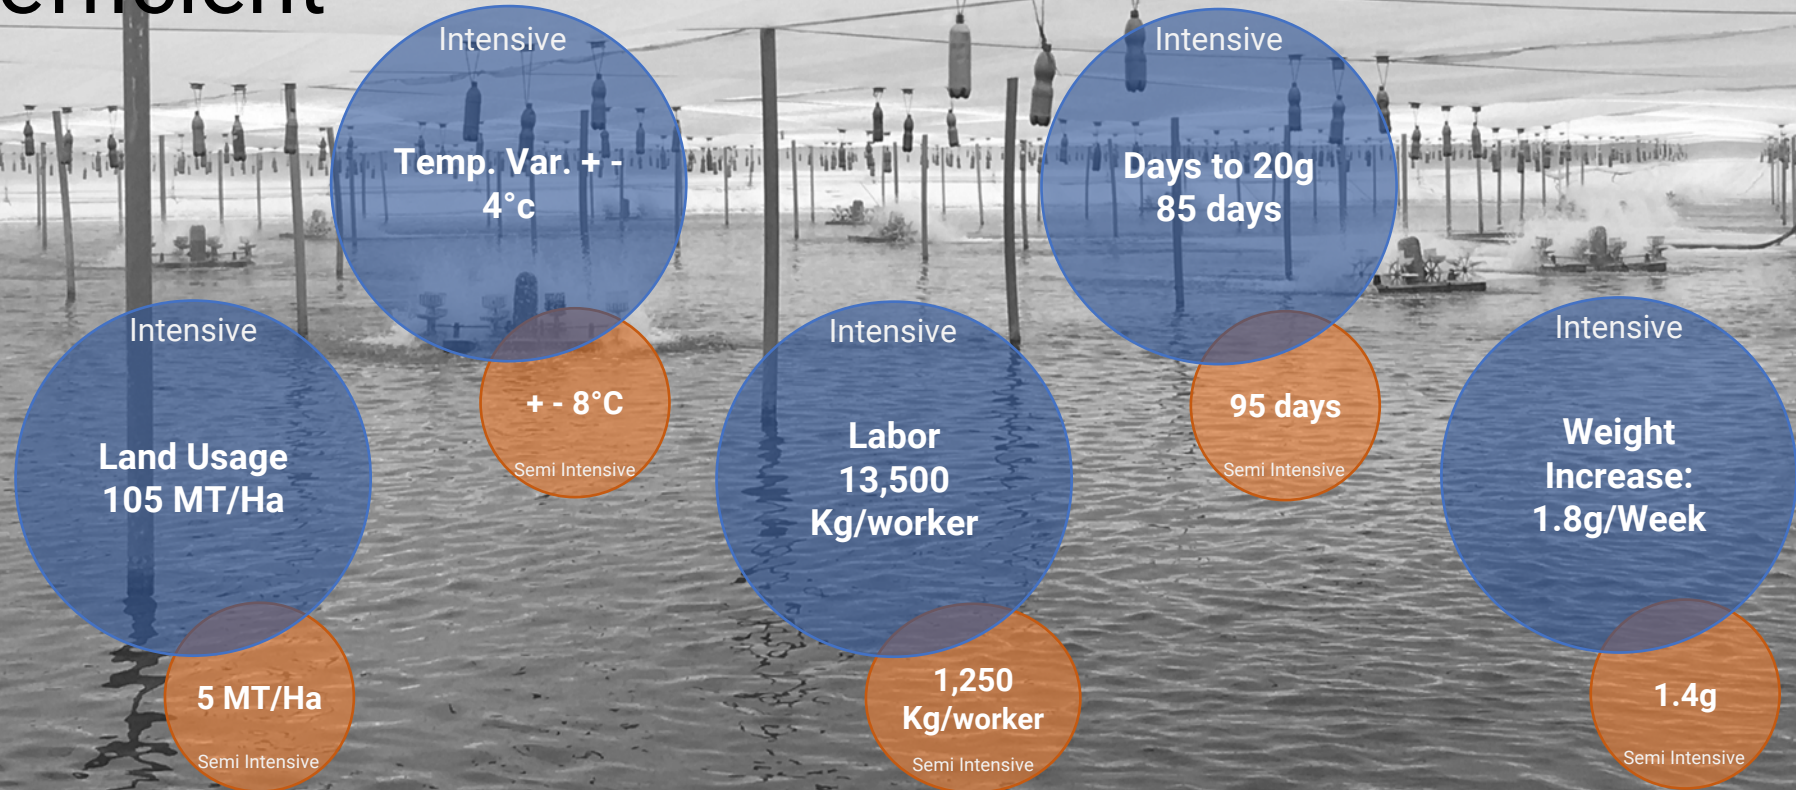 Intensive
Temp. Var. + -
4°c
+ - 8°C
Semi Intensive
Intensive
Days to 20g
85 days
95 days
Semi Intensive
Intensive
Land Usage
105 MT/Ha
5 MT/Ha
Semi Intensive
Intensive
Labor
13,500
Kg/worker
1,250
Kg/worker
Semi Intensive
Intensive
Weight
Increase:
1.8g/Week
1.4g
Semi Intensive